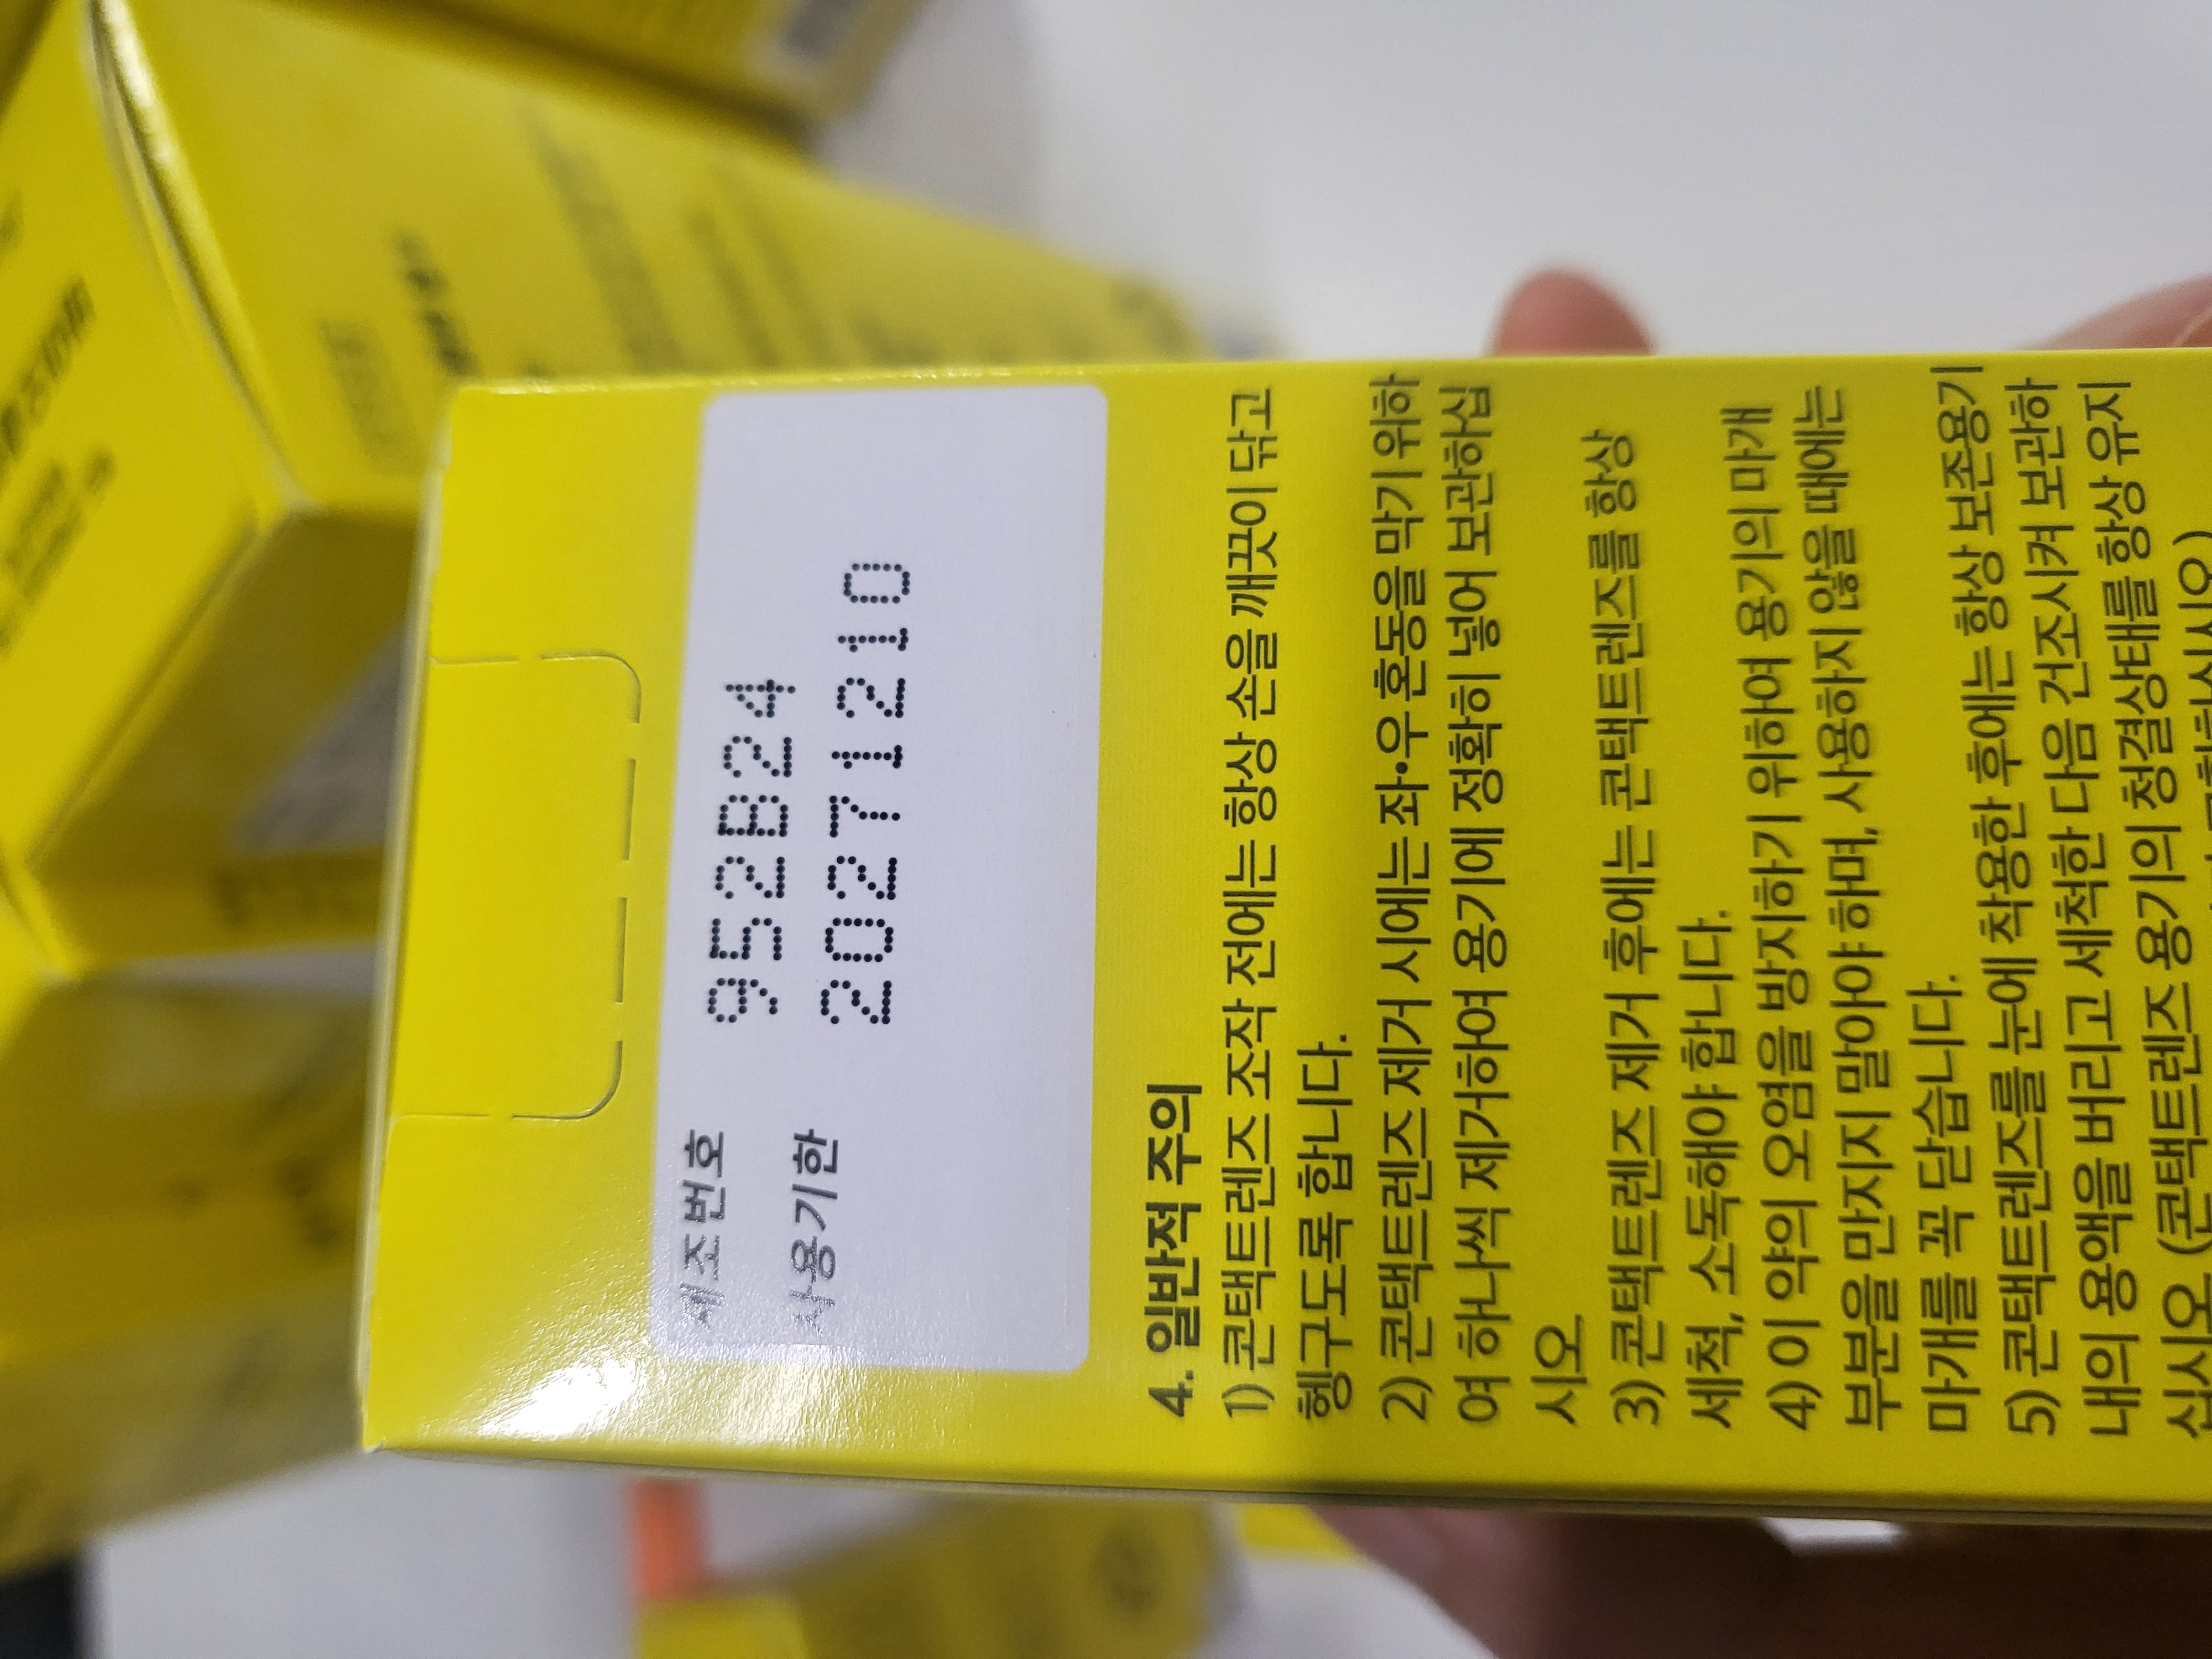 제조번호 952B24
사용기한 20271210
4. 일반적 주의
1) 콘택트렌즈 조작 전에는 항상 손을 깨끗이 닦고
헹구도록 합니다.
2) 콘택트렌즈 제거 시에는 좌·우 혼동을 막기 위하
여 하나씩 제거하여 용기에 정확히 넣어 보관하십
시오
3) 콘택트렌즈 제거 후에는 콘택트렌즈를 항상
세척, 소독해야 합니다.
4) 이 약의 오염을 방지하기 위하여 용기의 마개
부분을 만지지 말아야 하며, 사용하지 않을 때에는
마개를 꼭 닫습니다.
5) 콘택트렌즈를 눈에 착용한 후에는 항상 보존용기
내의 용액을 버리고 세척한 다음 건조시켜 보관하
십시오. (콘택트렌즈 용기의 청결상태를 항상 유지